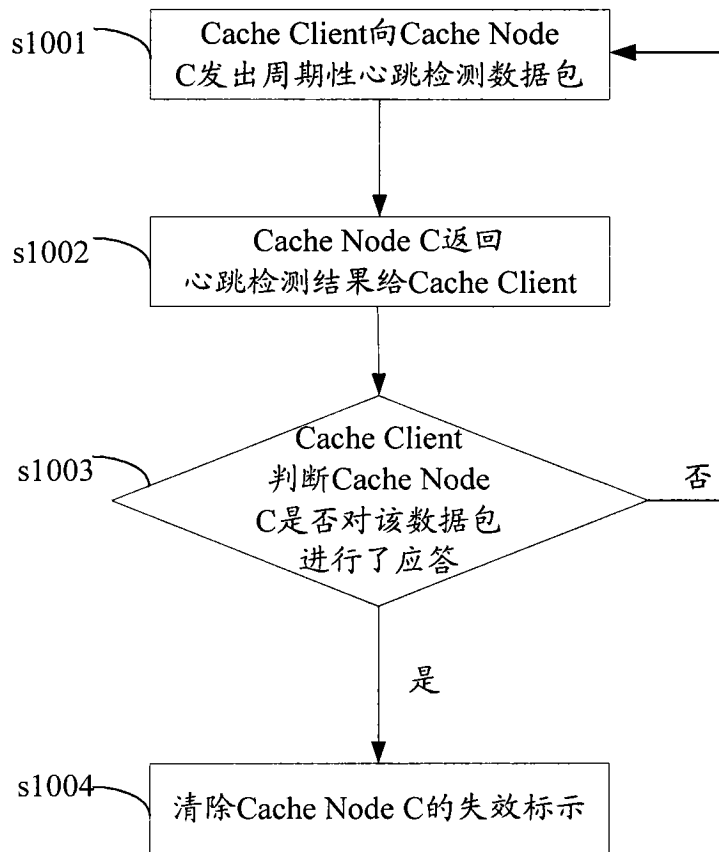 s1001
Cache Client向Cache Node
C发出周期性心跳检测数据包
s1002
Cache Node C返回
心跳检测结果给Cache Client
s1003
Cache Client
判断Cache Node
C是否对该数据包
进行了应答
否
是
s1004
清除Cache Node C的失效标示